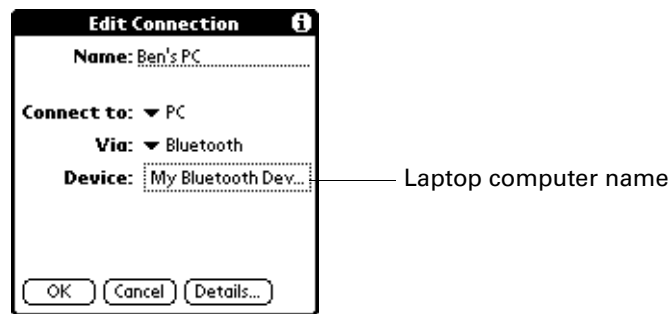 Edit Connection
Name: Ben's PC
Connect to: PC
Via: Bluetooth
Device: My Bluetooth Dev...
Laptop computer name
OK Cancel Details...